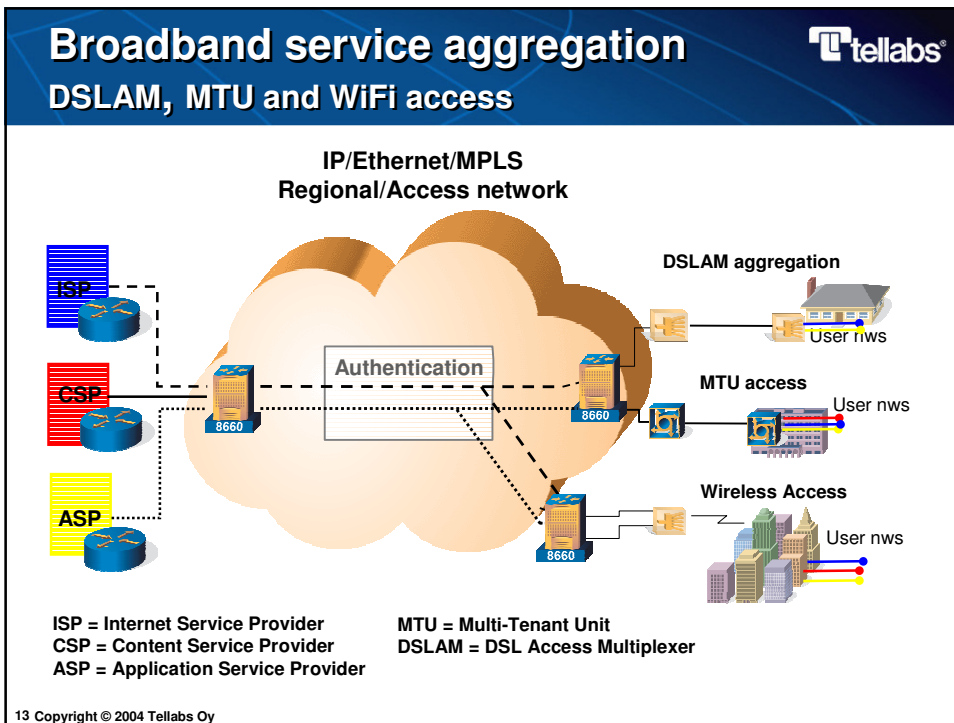 Broadband service aggregation
DSLAM, MTU and WiFi access
tellabs®
IP/Ethernet/MPLS
Regional/Access network
ISP
CSP
ASP
Authentication
8660
8660
8660
DSLAM aggregation
User nws
MTU access
User nws
Wireless Access
User nws
ISP = Internet Service Provider
CSP = Content Service Provider
ASP = Application Service Provider
MTU = Multi-Tenant Unit
DSLAM = DSL Access Multiplexer
13 Copyright © 2004 Tellabs Oy